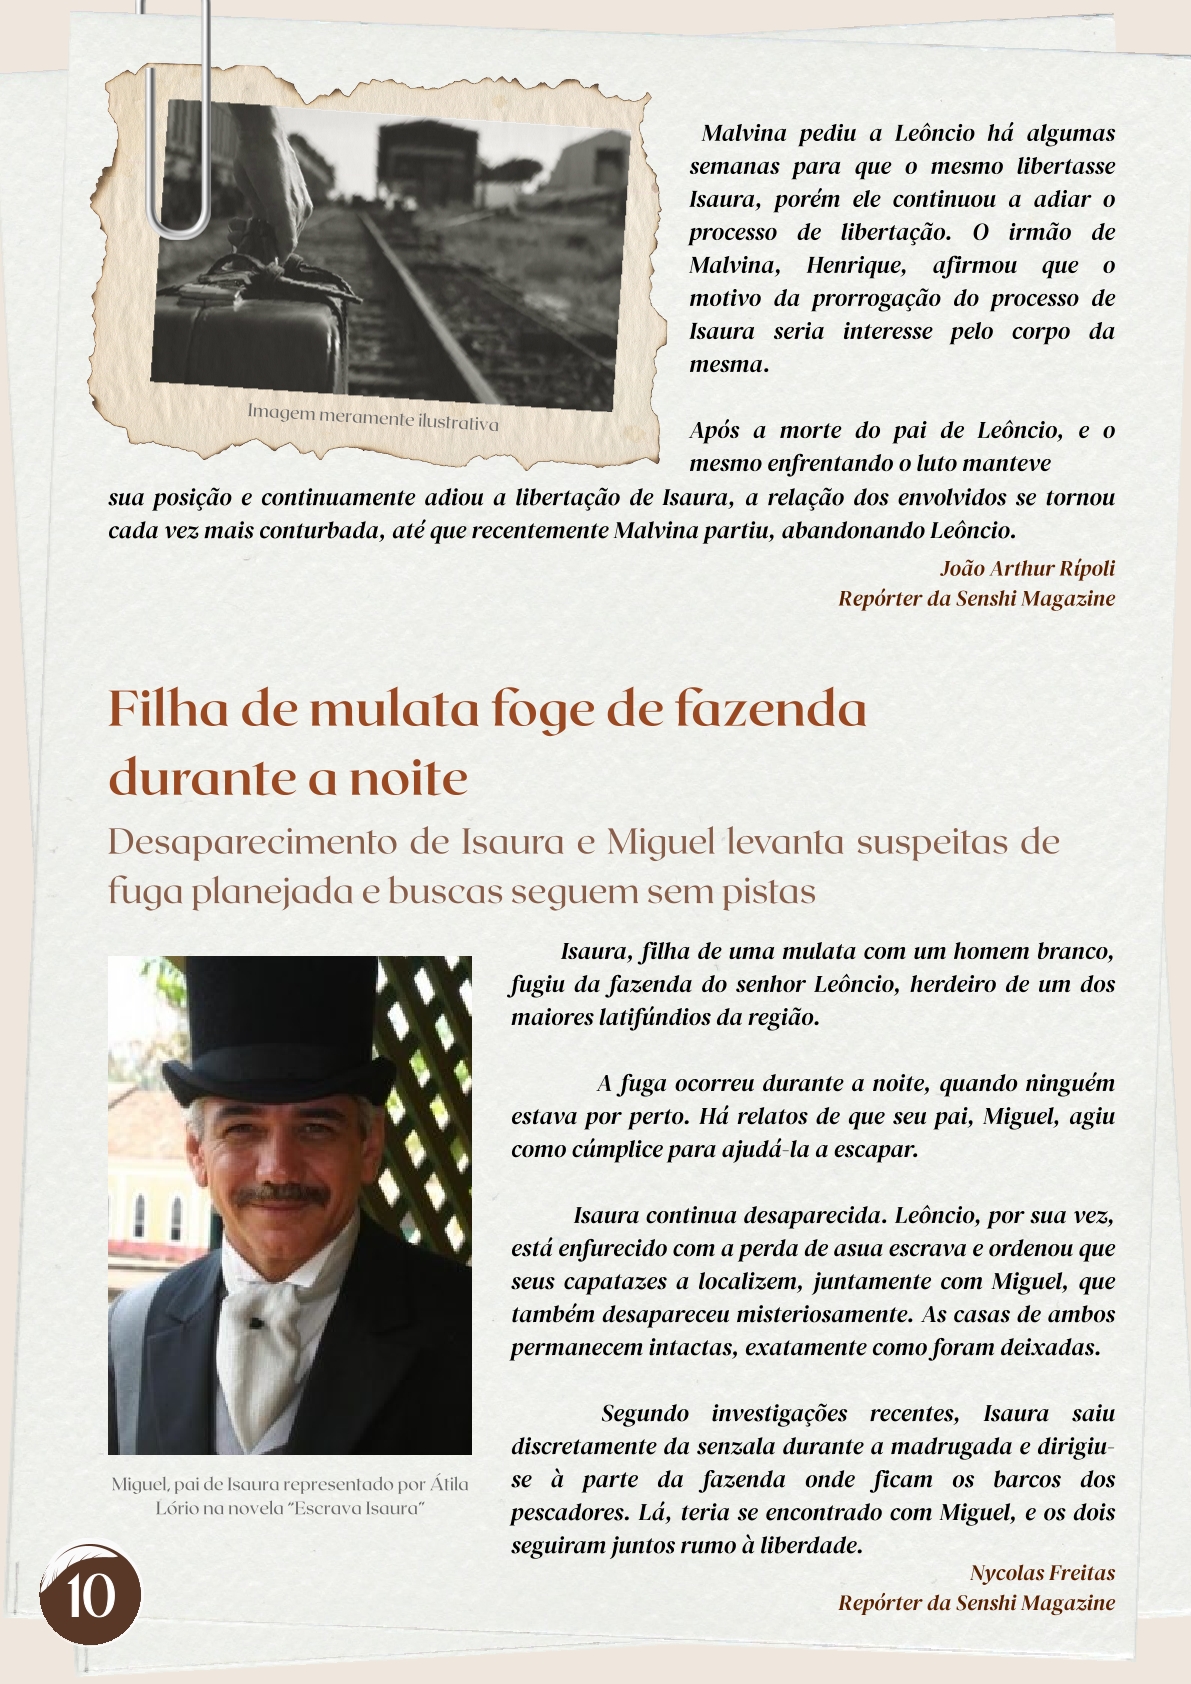 Imagem meramente ilustrativa
Malvina pediu a Leôncio há algumas
semanas para que o mesmo libertasse
Isaura, porém ele continuou a adiar o
processo de libertação. O irmão de
Malvina, Henrique, afirmou que o
motivo da prorrogação do processo de
Isaura seria interesse pelo corpo da
mesma.
Após a morte do pai de Leôncio, e o
mesmo enfrentando o luto manteve
sua posição e continuamente adiou a libertação de Isaura, a relação dos envolvidos se tornou
cada vez mais conturbada, até que recentemente Malvina partiu, abandonando Leôncio.
João Arthur Rípoli
Repórter da Senshi Magazine
Filha de mulata foge de fazenda
durante a noite
Desaparecimento de Isaura e Miguel levanta suspeitas de
fuga planejada e buscas seguem sem pistas
Isaura, filha de uma mulata com um homem branco,
fugiu da fazenda do senhor Leôncio, herdeiro de um dos
maiores latifúndios da região.
A fuga ocorreu durante a noite, quando ninguém
estava por perto. Há relatos de que seu pai, Miguel, agiu
como cúmplice para ajudá-la a escapar.
Isaura continua desaparecida. Leôncio, por sua vez,
está enfurecido com a perda de asua escrava e ordenou que
seus capatazes a localizem, juntamente com Miguel, que
também desapareceu misteriosamente. As casas de ambos
permanecem intactas, exatamente como foram deixadas.
Segundo investigações recentes, Isaura saiu
discretamente da senzala durante a madrugada e dirigiu-
se à parte da fazenda onde ficam os barcos dos
pescadores. Lá, teria se encontrado com Miguel, e os dois
seguiram juntos rumo à liberdade.
Nycolas Freitas
Repórter da Senshi Magazine
Miguel, pai de Isaura representado por Átila
Lório na novela “Escrava Isaura”
10